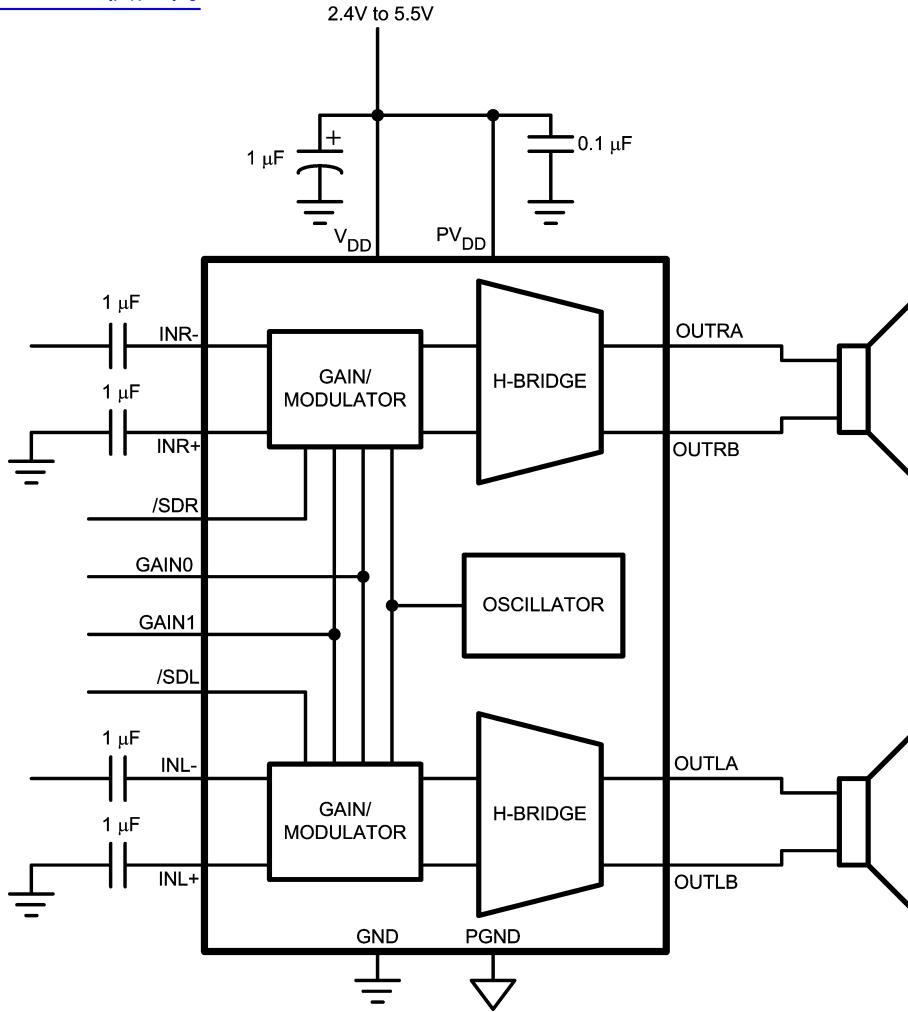 2.4V to 5.5V
+
1 μF
0.1 μF
VDD
PVDD
1 μF
INR-
OUTRA
GAIN/
MODULATOR
H-BRIDGE
1 μF
INR+
OUTRB
/SDR
GAIN0
OSCILLATOR
GAIN1
/SDL
1 μF
INL-
OUTLA
GAIN/
MODULATOR
H-BRIDGE
1 μF
INL+
OUTLB
GND
PGND